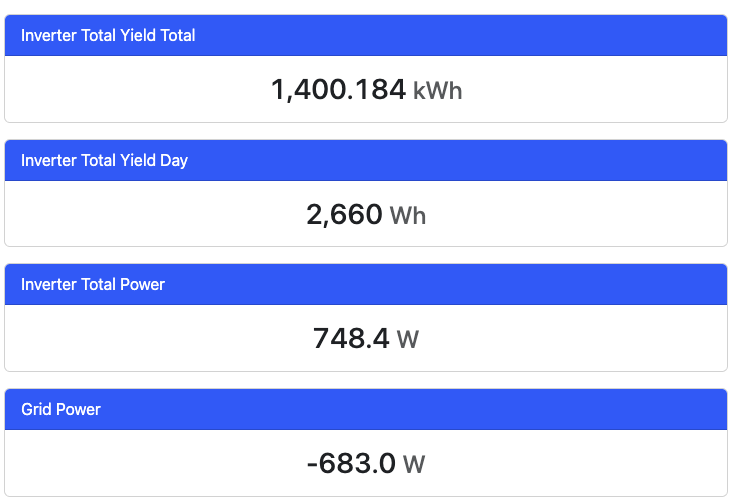 Inverter Total Yield Total
1,400.184 kWh
Inverter Total Yield Day
2,660 Wh
Inverter Total Power
748.4 W
Grid Power
-683.0 W